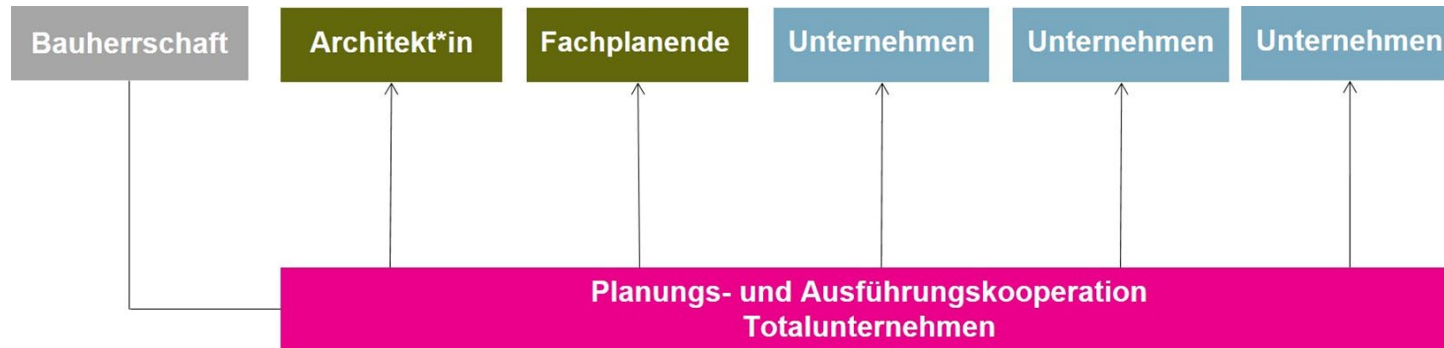 Bauherrschaft
Architekt*in
Fachplanende
Unternehmen
Unternehmen
Unternehmen
Planungs- und Ausführungskooperation
Totalunternehmen